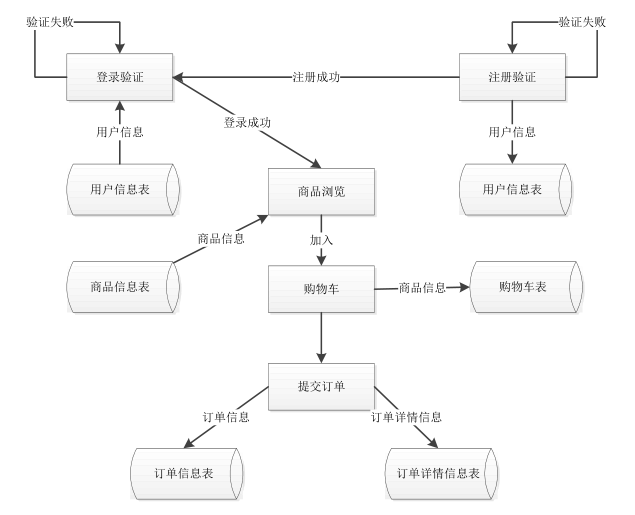 验证失败
验证失败
登录验证
注册成功
注册验证
登录成功
用户信息
用户信息
用户信息表
商品浏览
用户信息表
商品信息
加入
商品信息表
购物车
商品信息
购物车表
提交订单
订单信息
订单详情信息
订单信息表
订单详情信息表